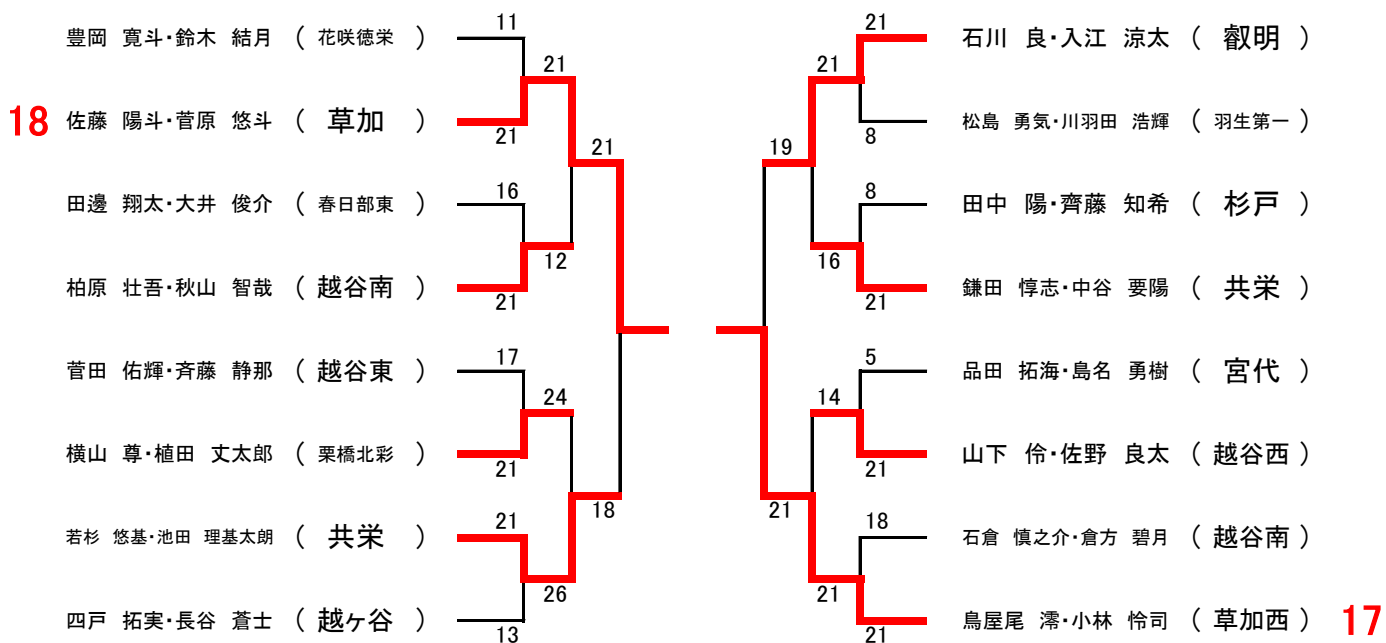 11
豊岡 寛斗・鈴木 結月 ( 花咲徳栄 )
21
18 佐藤 陽斗・菅原 悠斗 ( 草加 )
21
21
16
田邊 翔太・大井 俊介 ( 春日部東 )
12
柏原 壮吾・秋山 智哉 ( 越谷南 )
21
17
菅田 佑輝・斉藤 静那 ( 越谷東 )
24
横山 尊・植田 丈太郎 ( 栗橋北彩 )
21
18
21
若杉 悠基・池田 理基太朗 ( 共栄 )
26
四戸 拓実・長谷 蒼士 ( 越ヶ谷 )
13
21
石川 良・入江 涼太 ( 叡明 )
21
松島 勇気・川羽田 浩輝 ( 羽生第一 )
8
19
8
田中 陽・齊藤 知希 ( 杉戸 )
16
鎌田 惇志・中谷 要陽 ( 共栄 )
21
5
品田 拓海・島名 勇樹 ( 宮代 )
14
山下 伶・佐野 良太 ( 越谷西 )
21
21
18
石倉 慎之介・倉方 碧月 ( 越谷南 )
21
鳥屋尾 澪・小林 怜司 ( 草加西 ) 17
21